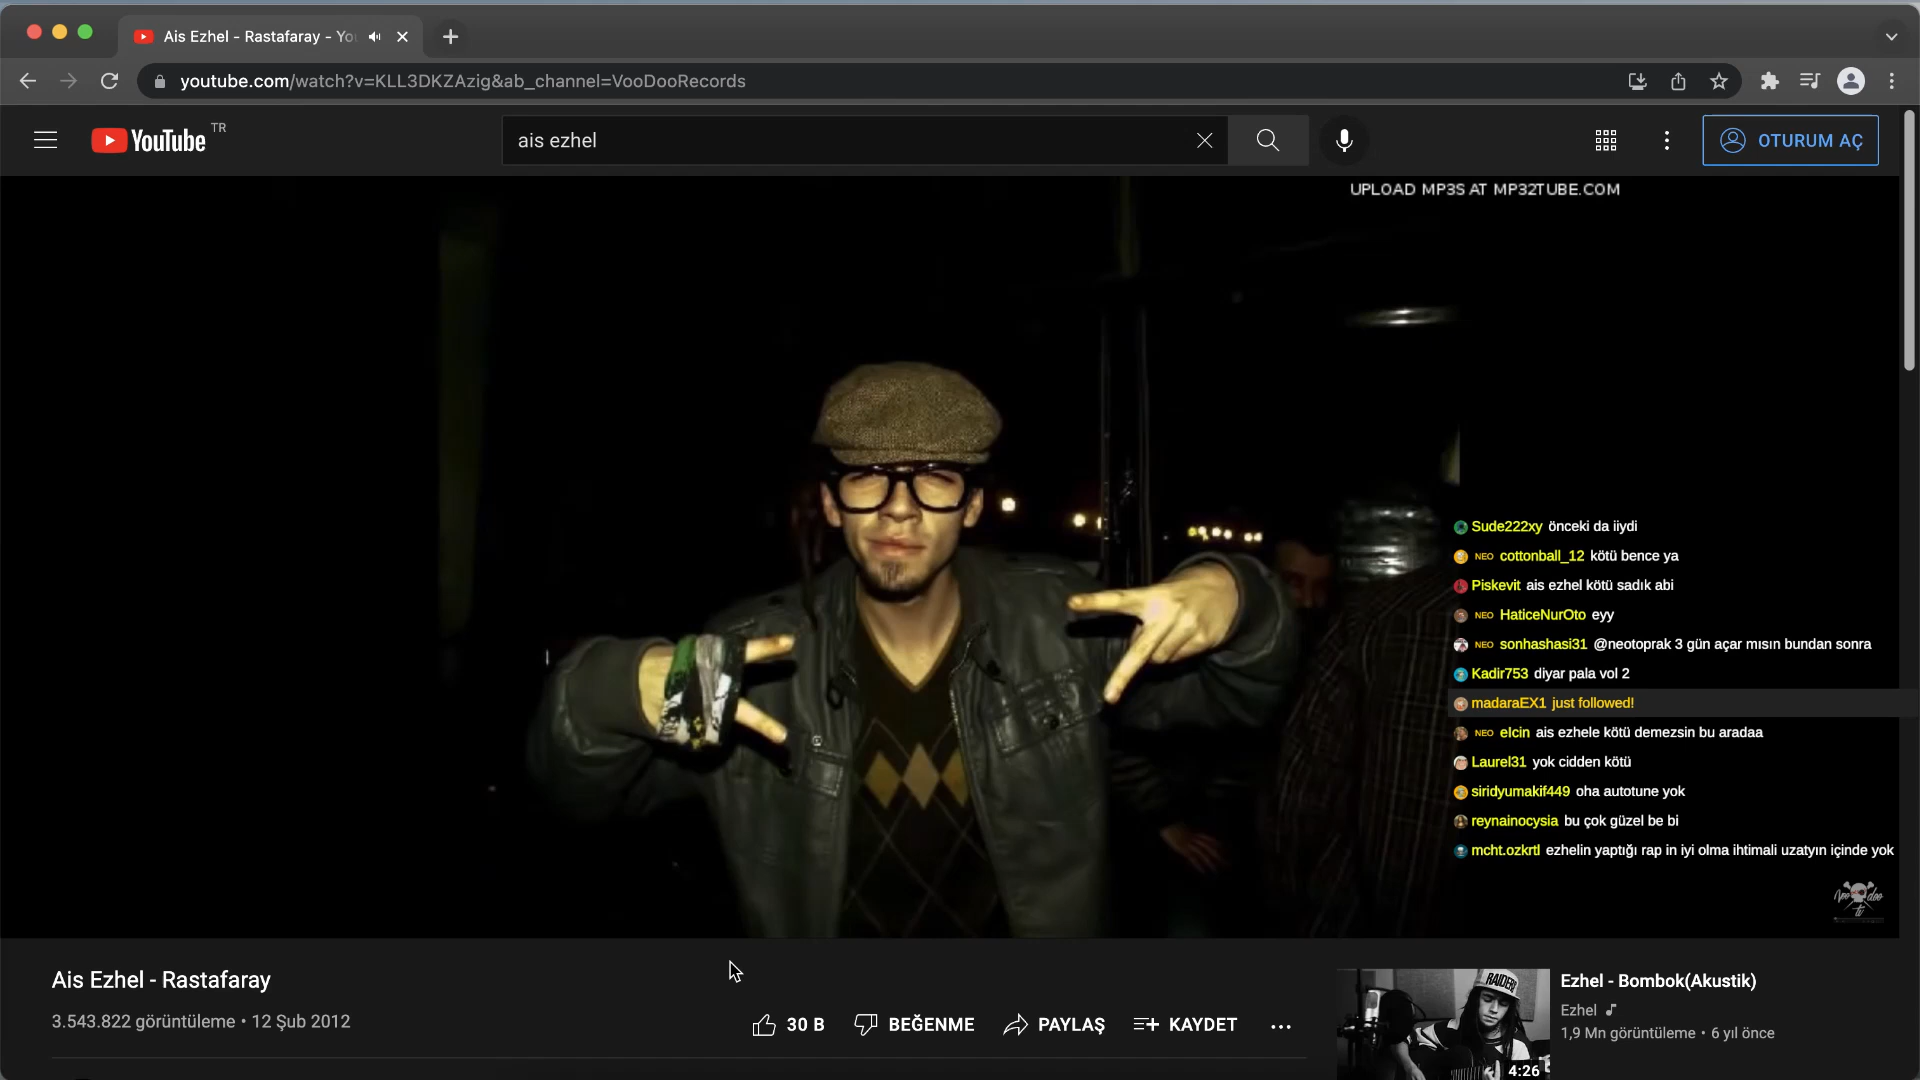 Ais Ezhel - Rastafaray - You
youtube.com/watch?v=KLL3DKZAzig&ab_channel=VooDooRecords
YouTube TR
ais ezhel
OTURUM AÇ
UPLOAD MP3S AT MP32TUBE.COM
Sude222xy önceki da iiydi
NEO cottonball_12 kötü bence ya
Piskevit ais ezhel kötü sadık abi
NEO HaticeNurOto eyy
NEO sonhashasi31 @neotoprak 3 gün açar mısın bundan sonra
Kadir753 diyar pala vol 2
madaraEX1 just followed!
NEO elcin ais ezhele kötü demezsin bu aradaa
Laurel31 yok cidden kötü
siridyumakif449 oha autotune yok
reynainocysia bu çok güzel be bi
mcht.ozkrtl ezhelin yaptığı rap in iyi olma ihtimali uzatyın içinde yok
Voodoo
tv
Ais Ezhel - Rastafaray
3.543.822 görüntüleme • 12 Şub 2012
30 B
BEĞENME
PAYLAŞ
KAYDET
RAIDERS
4:26
Ezhel - Bombok(Akustik)
Ezhel
1,9 Mn görüntüleme • 6 yıl önce